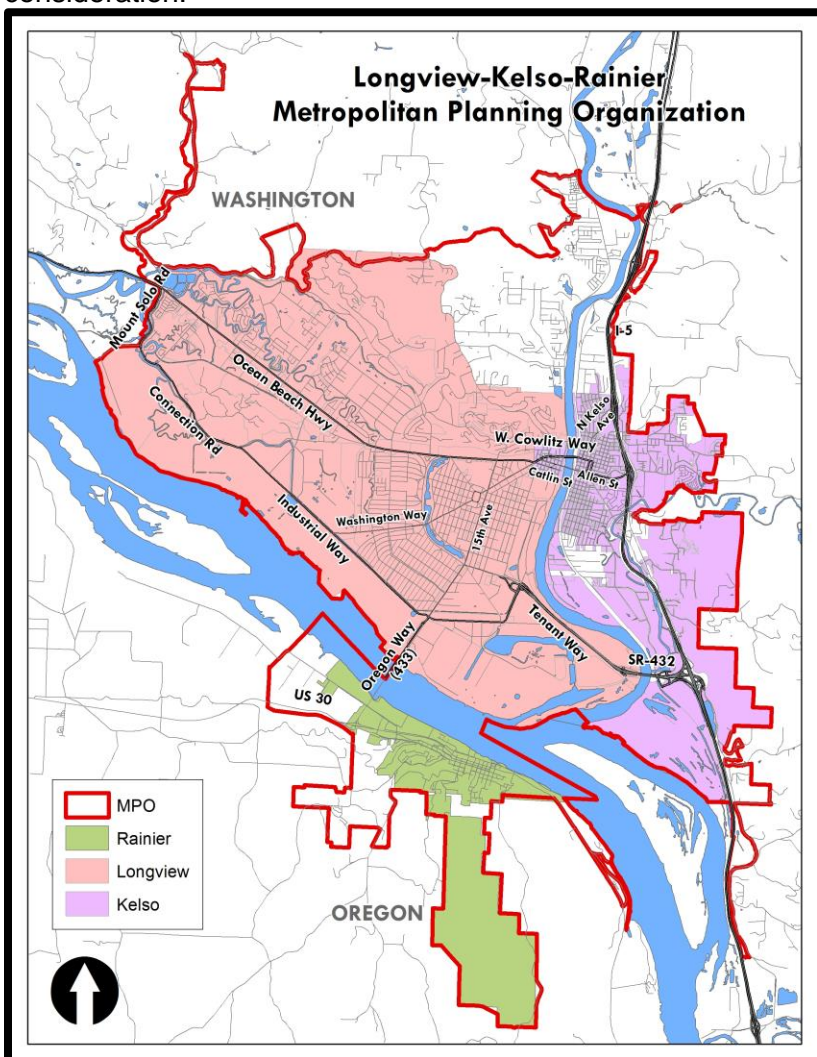 consideration.
Longview-Kelso-Rainier
Metropolitan Planning Organization
WASHINGTON
Mount Solo Rd
Ocean Beach Hwy
Connection Rd
I-5
N Kelso
Ave
W. Cowlitz Way
Catlin St
Allen St
Washington Way
15th Ave
Industrial Way
Tenant Way
Oregon Way
(433)
SR-432
US 30
MPO
Rainier
Longview
Kelso
OREGON